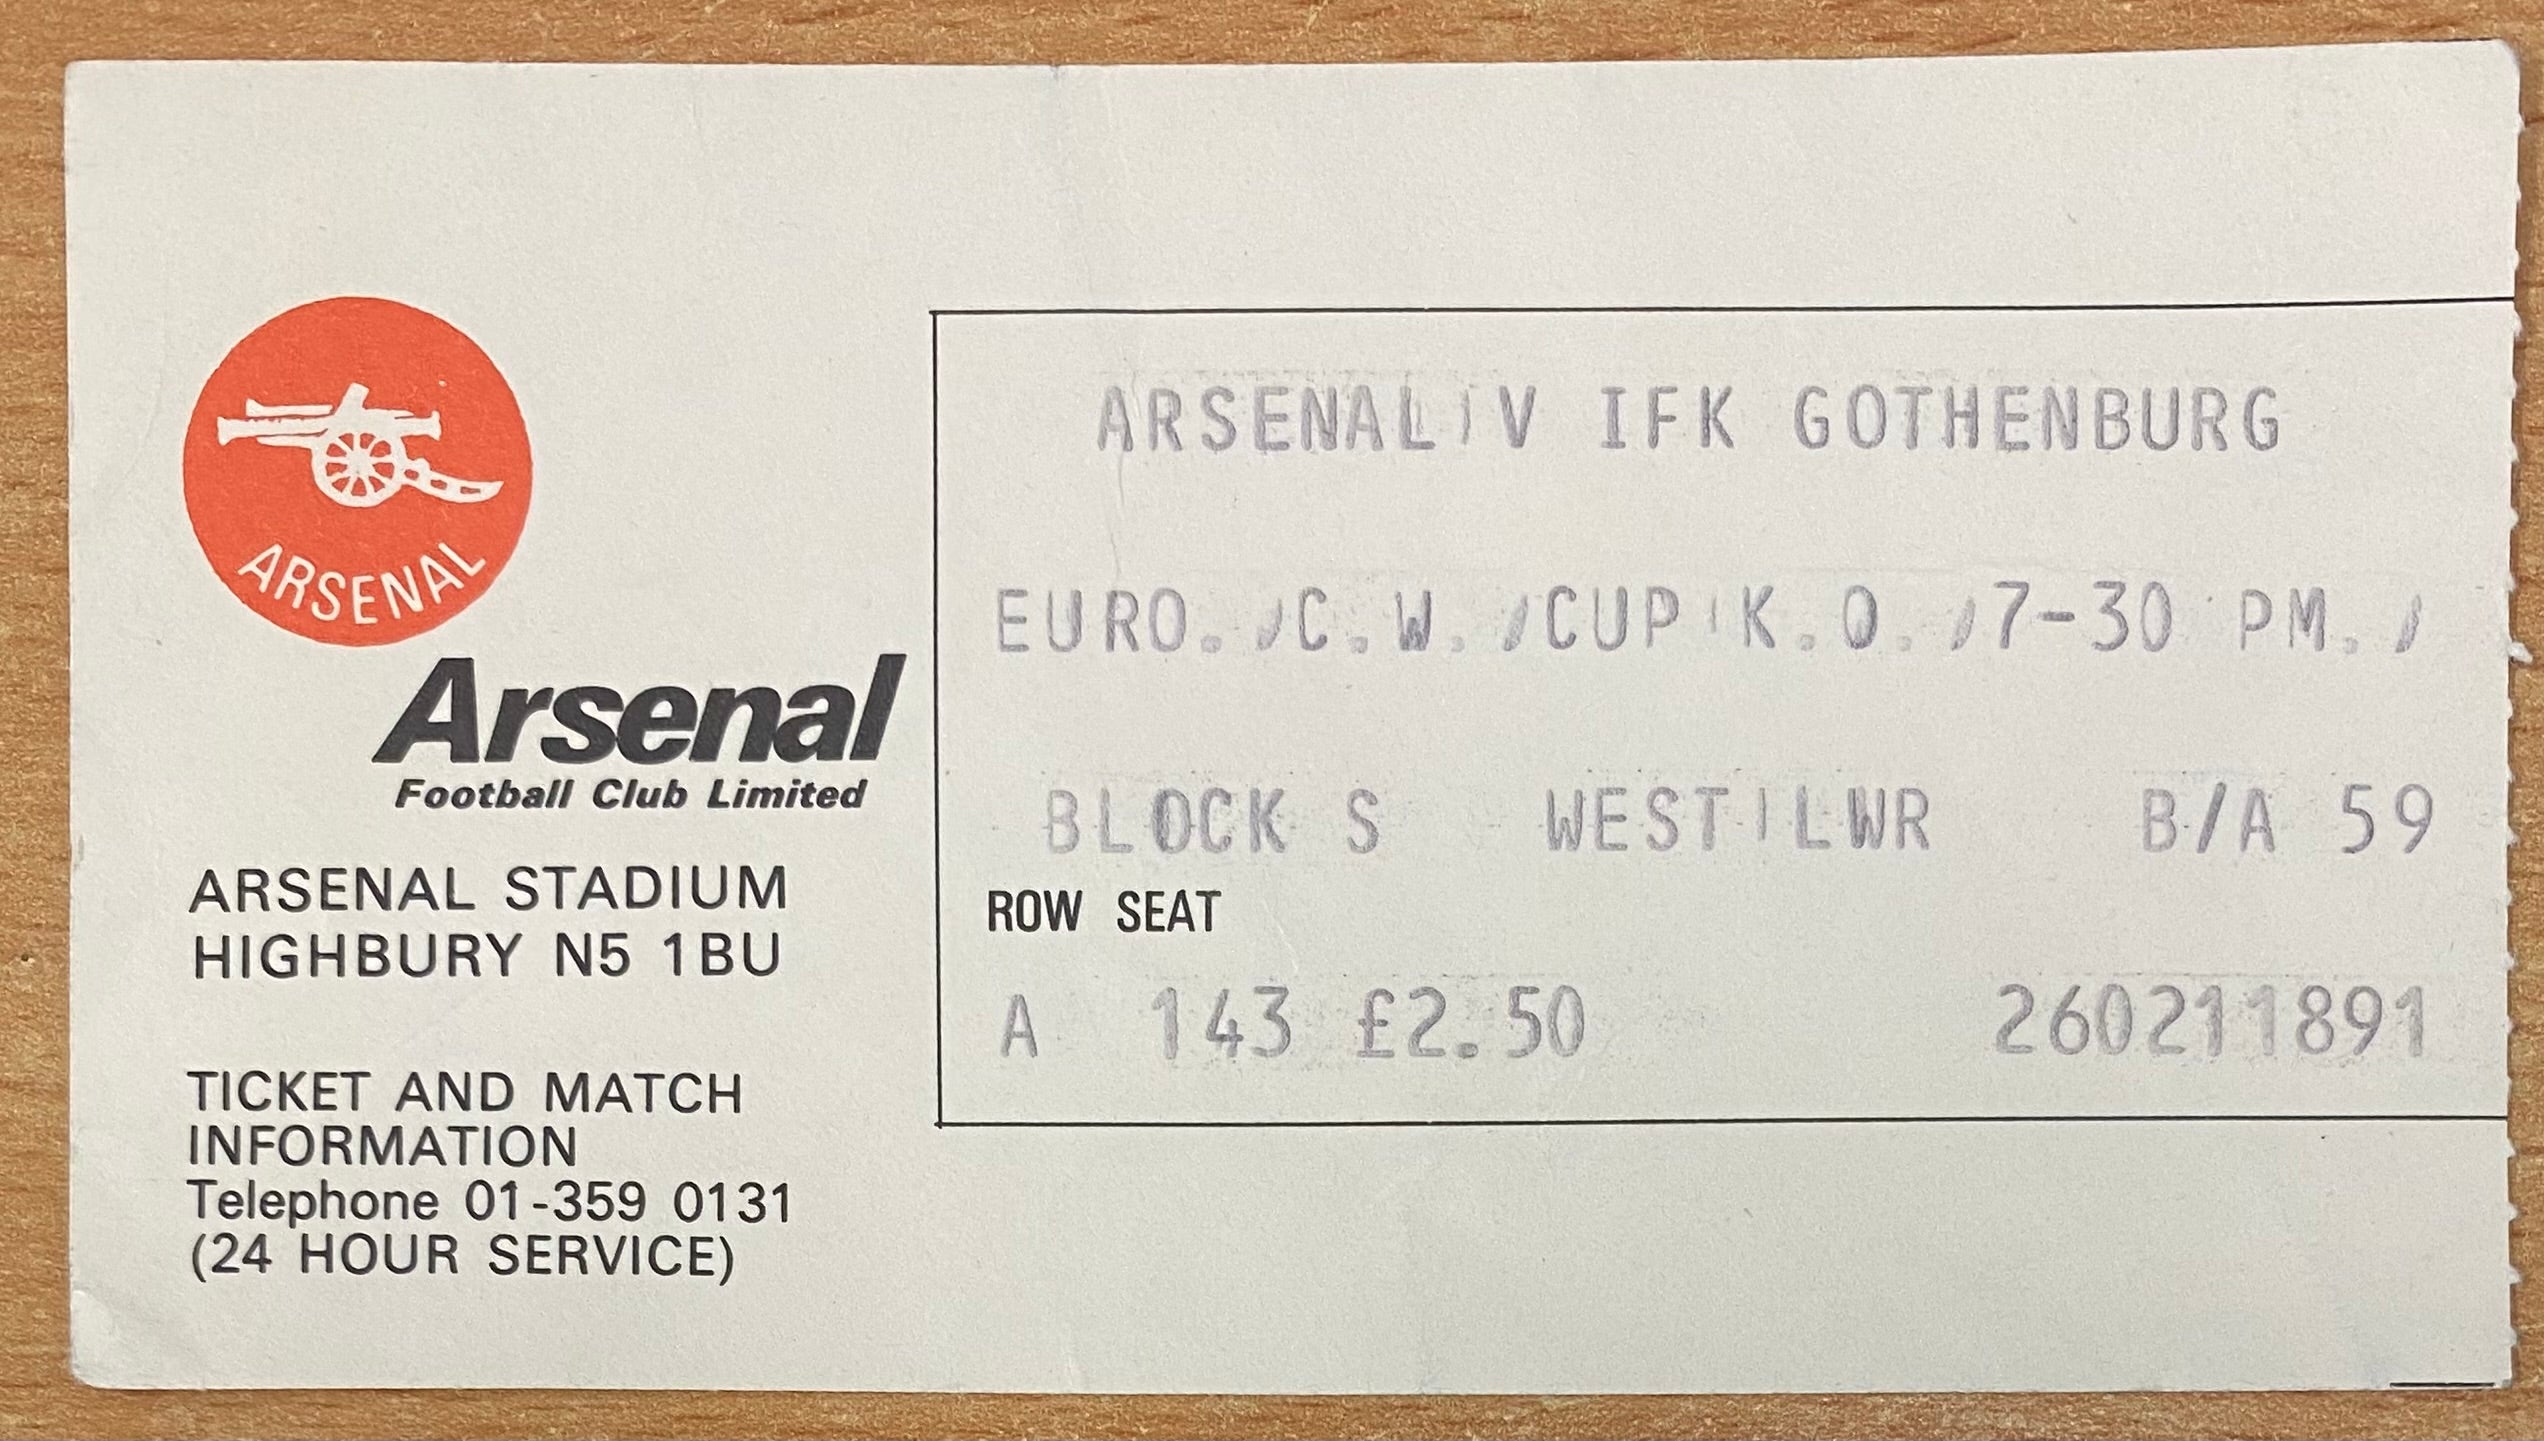 ARSENAL
Arsenal
Football Club Limited
ARSENAL STADIUM
HIGHBURY N5 1BU
TICKET AND MATCH
INFORMATION
Telephone 01-359 0131
(24 HOUR SERVICE)
ARSENAL V IFK GOTHENBURG
EURO. C.W. CUP K.O. 7-30 PM.
BLOCK S WEST LWR B/A 59
ROW SEAT
A 143 £2.50 260211891